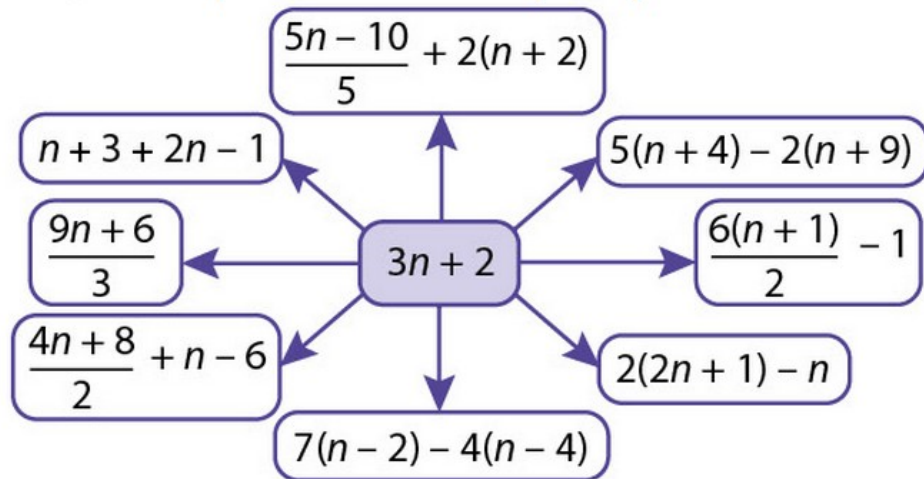 (5n – 10)/5 + 2(n + 2)
n + 3 + 2n – 1
5(n + 4) – 2(n + 9)
(9n + 6)/3
3n + 2
6(n + 1)/2 – 1
(4n + 8)/2 + n – 6
2(2n + 1) – n
7(n – 2) – 4(n – 4)